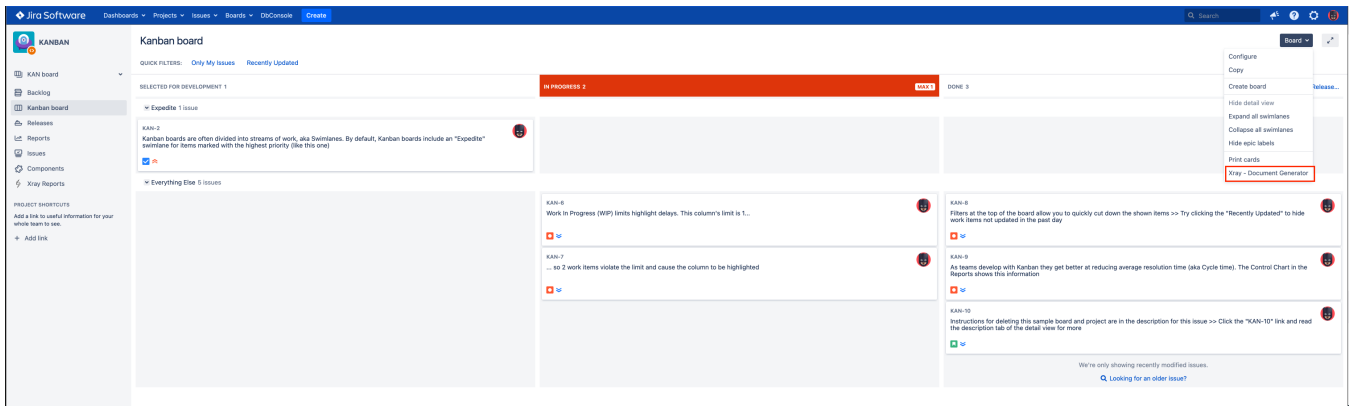 Jira Software Dashboards Projects Issues Boards DbConsole Create Search
KANBAN
KAN board
Backlog
Kanban board
Releases
Reports
Issues
Components
Xray Reports
PROJECT SHORTCUTS
Add a link to useful information for your
whole team to see.
+ Add link
Kanban board
Board
QUICK FILTERS: Only My Issues Recently Updated
Configure
Copy
Create board
Hide detail view
Expand all swimlanes
Collapse all swimlanes
Hide epic labels
Print cards
Xray - Document Generator
SELECTED FOR DEVELOPMENT 1
IN PROGRESS 2 MAX 1
DONE 3
Release...
Expedite 1 issue
KAN-2
Kanban boards are often divided into streams of work, aka Swimlanes. By default, Kanban boards include an "Expedite"
swimlane for items marked with the highest priority (like this one)
Everything Else 5 issues
KAN-6
Work In Progress (WIP) limits highlight delays. This column's limit is 1...
KAN-7
... so 2 work items violate the limit and cause the column to be highlighted
KAN-8
Filters at the top of the board allow you to quickly cut down the shown items >> Try clicking the "Recently Updated" to hide
work items not updated in the past day
KAN-9
As teams develop with Kanban they get better at reducing average resolution time (aka Cycle time). The Control Chart in the
Reports shows this information
KAN-10
Instructions for deleting this sample board and project are in the description for this issue >> Click the "KAN-10" link and read
the description tab of the detail view for more
We're only showing recently modified issues.
Looking for an older issue?